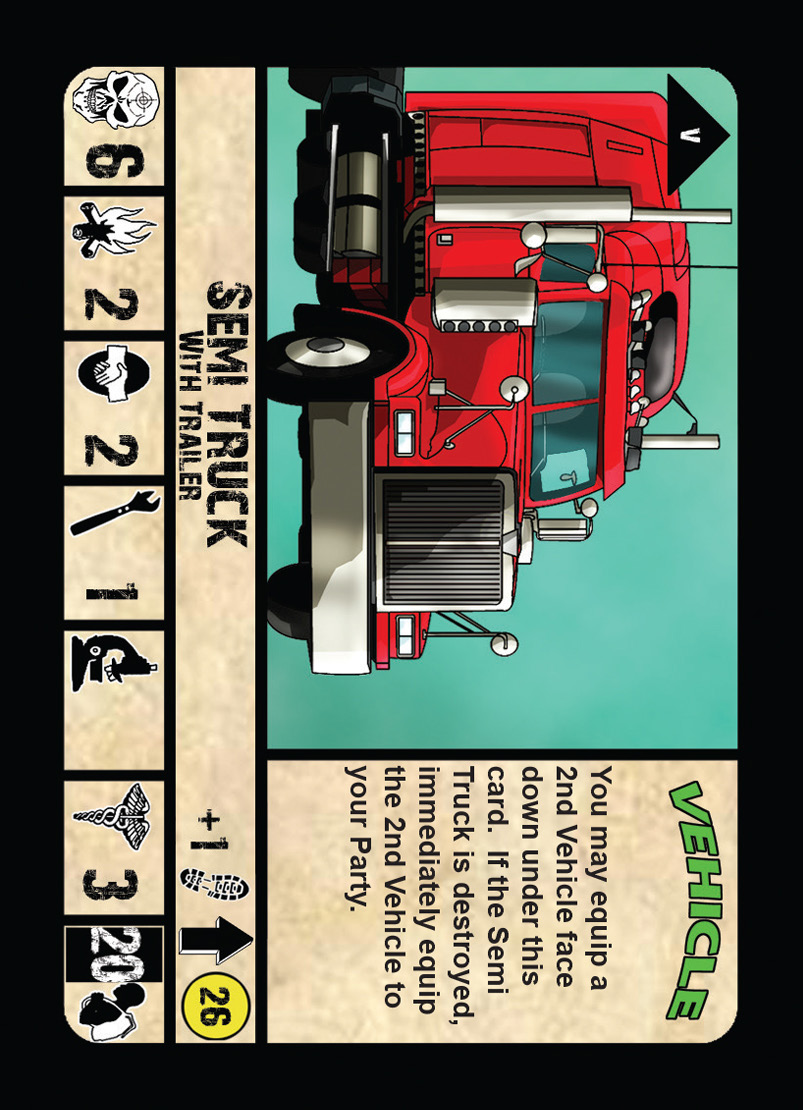 V
VEHICLE
You may equip a
2nd Vehicle face
down under this
card. If the Semi
Truck is destroyed,
immediately equip
the 2nd Vehicle to
your Party.
SEMI TRUCK
WITH TRAILER
+1
26
6
2
2
1
3
20